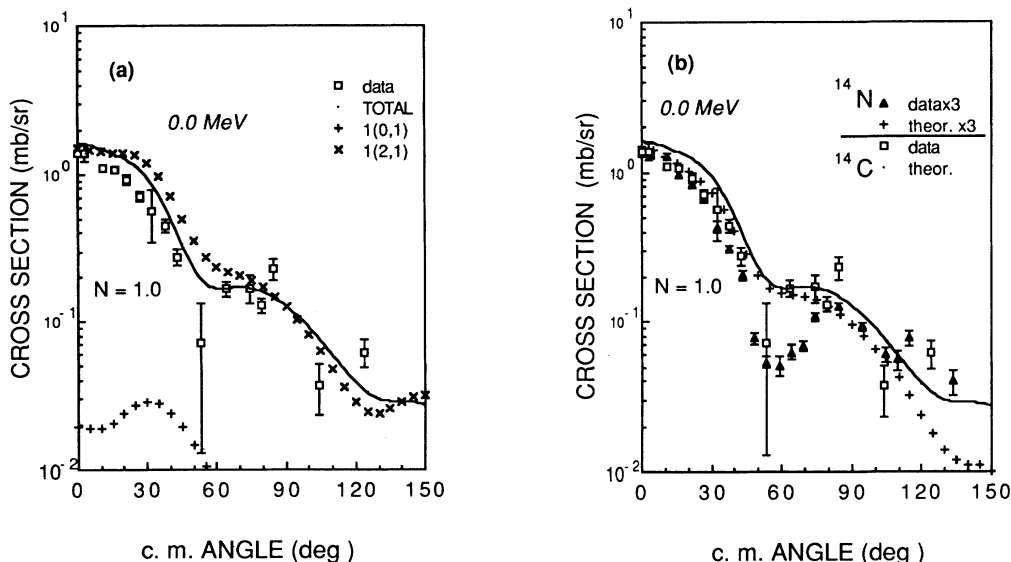 CROSS SECTION (mb/sr)
10^1
10^0
10^-1
10^-2
(a)
0.0 MeV
data
TOTAL
1(0,1)
1(2,1)
N = 1.0
0 30 60 90 120 150
c. m. ANGLE (deg )
CROSS SECTION (mb/sr)
10^1
10^0
10^-1
10^-2
(b)
0.0 MeV
^14N datax3
theor. x3
data
^14C theor.
N = 1.0
0 30 60 90 120 150
c. m. ANGLE (deg )